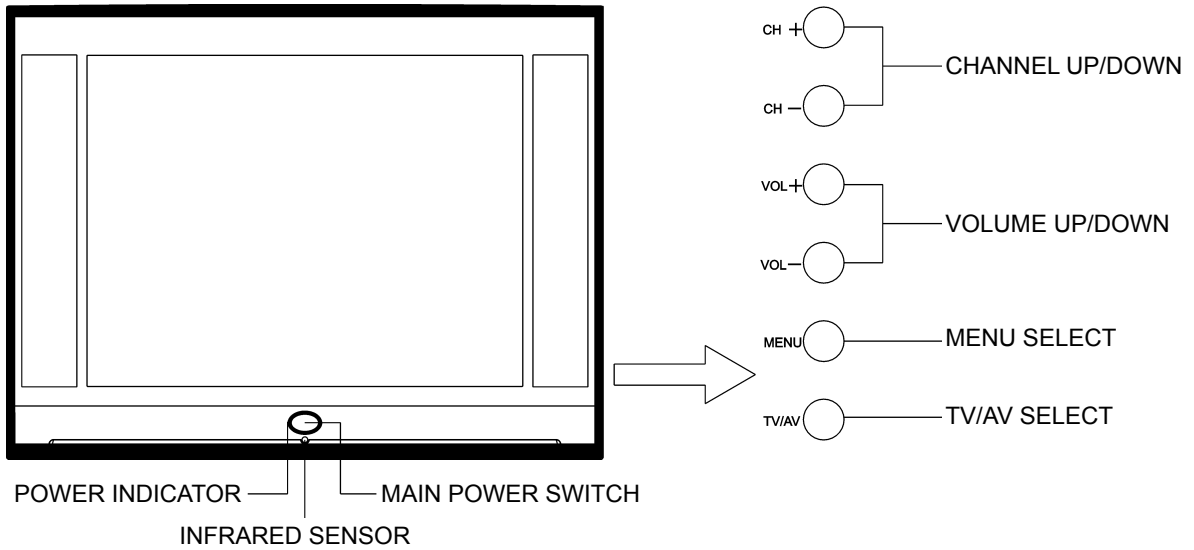 CH +
CH –
CHANNEL UP/DOWN
VOL+
VOL–
VOLUME UP/DOWN
MENU
MENU SELECT
TV/AV
TV/AV SELECT
POWER INDICATOR
MAIN POWER SWITCH
INFRARED SENSOR